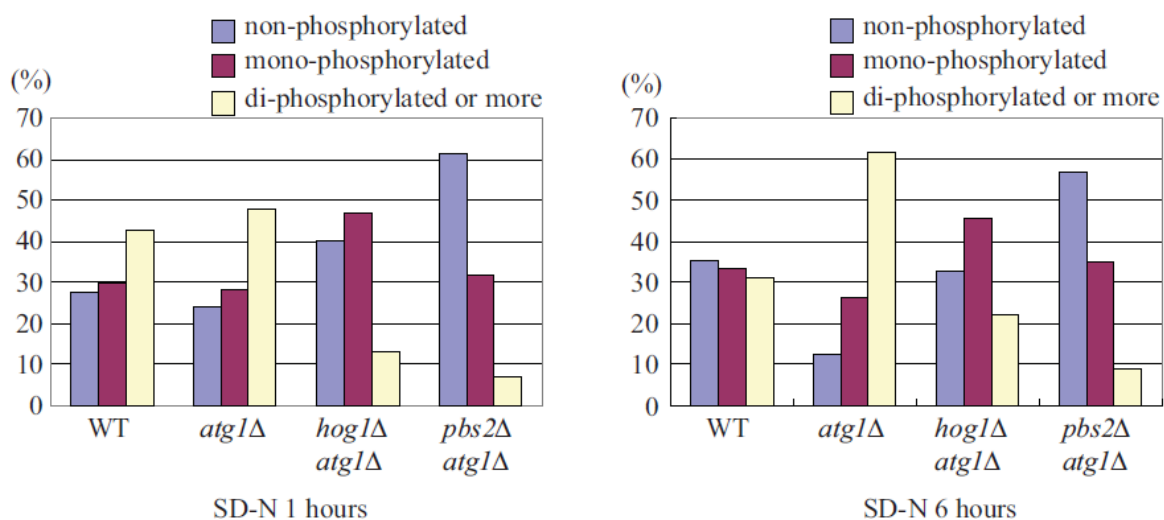 non-phosphorylated
mono-phosphorylated
di-phosphorylated or more
(%)
70
60
50
40
30
20
10
0
WT
atg1Δ
hog1Δ
atg1Δ
pbs2Δ
atg1Δ
SD-N 1 hours
non-phosphorylated
mono-phosphorylated
di-phosphorylated or more
(%)
70
60
50
40
30
20
10
0
WT
atg1Δ
hog1Δ
atg1Δ
pbs2Δ
atg1Δ
SD-N 6 hours